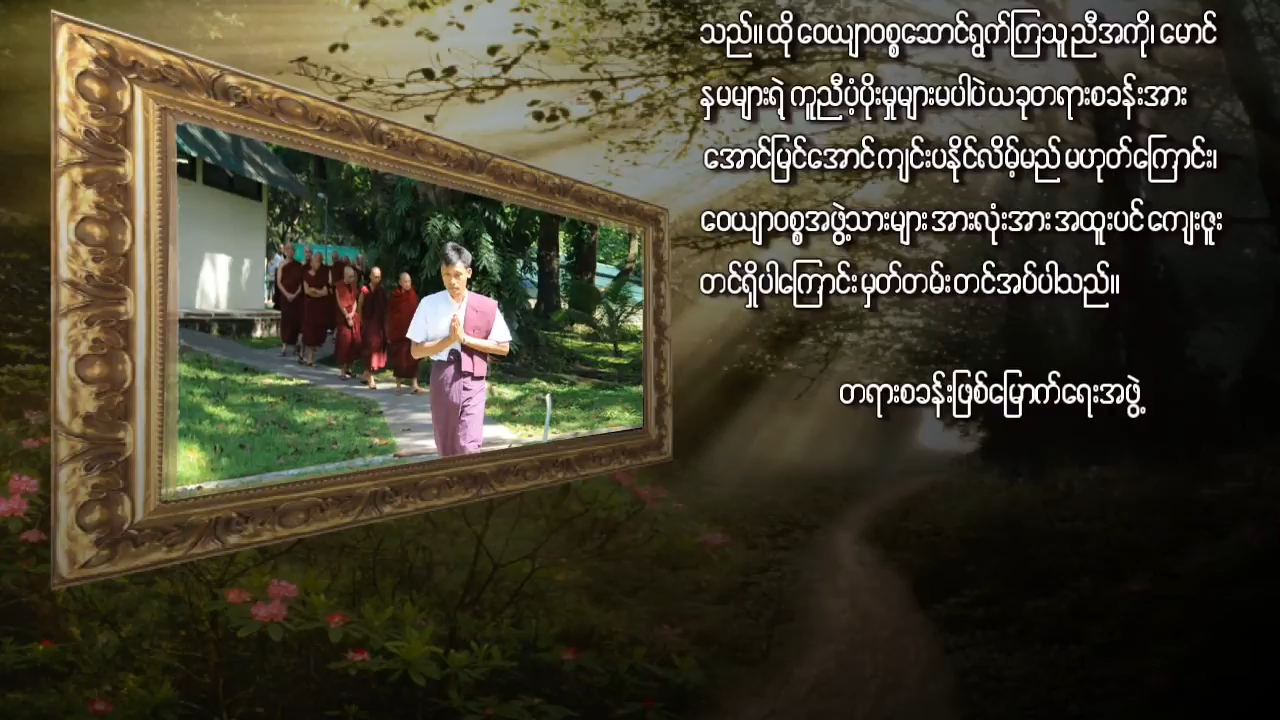 သည်။ ထို ဝေယျာဝစ္စဆောင်ရွက်ကြသူညီအကို၊ မောင်
နှမများရဲ့ ကူညီပံ့ပိုးမှုများမပါပဲယခုတရားစခန်းအား
အောင်မြင်အောင် ကျင်းပနိုင်လိမ့်မည် မဟုတ်ကြောင်း၊
ဝေယျာဝစ္စအဖွဲ့သားများ အားလုံးအား အထူးပင် ကျေးဇူး
တင်ရှိပါကြောင်း မှတ်တမ်း တင်အပ်ပါသည်။
တရားစခန်းဖြစ်မြောက်ရေးအဖွဲ့